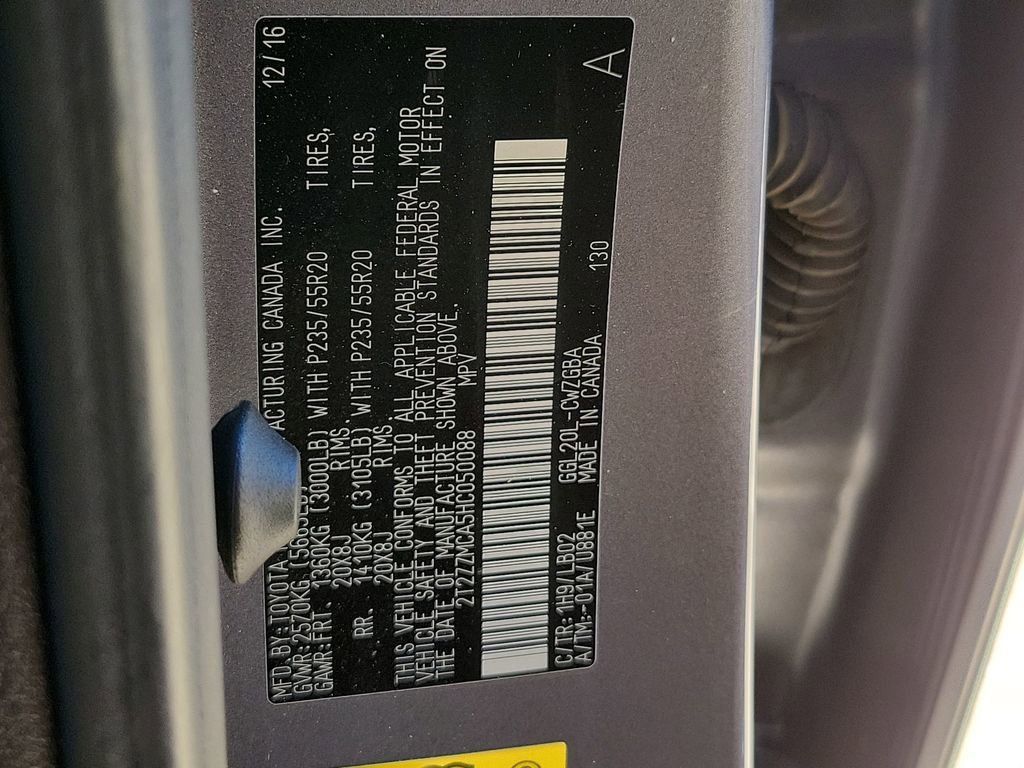 MFD. BY: TOYOTA ACTURING CANADA INC. 12/16
GVWR: 2570KG
GAWR: FRT. 1360KG (3000LB) WITH P235/55R20 TIRES,
20X8J RIMS.
RR. 1410KG (3105LB) WITH P235/55R20 TIRES,
20X8J RIMS.
THIS VEHICLE CONFORMS TO ALL APPLICABLE FEDERAL MOTOR
VEHICLE SAFETY AND THEFT PREVENTION STANDARDS IN EFFECT ON
THE DATE OF MANUFACTURE SHOWN ABOVE.
2T2ZZMCA5HC050088 MPV
C/TR: 1H9/LB02 GGL20L-CWZGBA 130 A
A/TM: -01A/U881E MADE IN CANADA